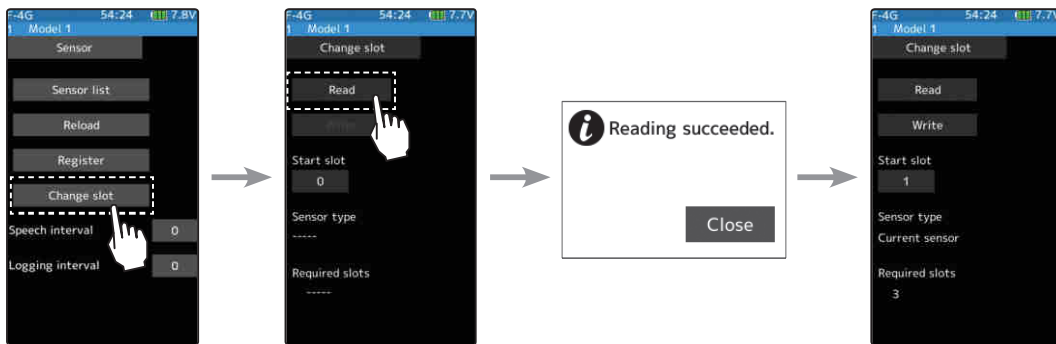 F-4G 54:24 7.8V
1 Model 1
Sensor
Sensor list
Reload
Register
Change slot
Speech interval 0
Logging interval 0
F-4G 54:24 7.7V
1 Model 1
Change slot
Read
Write
Start slot
0
Sensor type
-----
Required slots
-----
i Reading succeeded.
Close
F-4G 54:24 7.7V
1 Model 1
Change slot
Read
Write
Start slot
1
Sensor type
Current sensor
Required slots
3